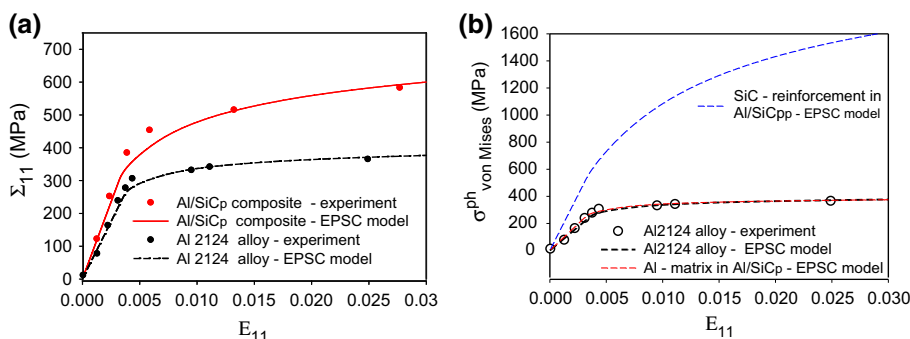 (a)
Σ11 (MPa)
700
600
500
400
300
200
100
0
Al/SiCp composite - experiment
Al/SiCp composite - EPSC model
Al 2124 alloy - experiment
Al 2124 alloy - EPSC model
0.000 0.005 0.010 0.015 0.020 0.025 0.03
E11
(b)
σph von Mises (MPa)
1600
1400
1200
1000
800
600
400
200
0
SiC - reinforcement in
Al/SiCpp - EPSC model
Al2124 alloy - experiment
Al2124 alloy - EPSC model
Al - matrix in Al/SiCp - EPSC model
0.000 0.005 0.010 0.015 0.020 0.025 0.030
E11